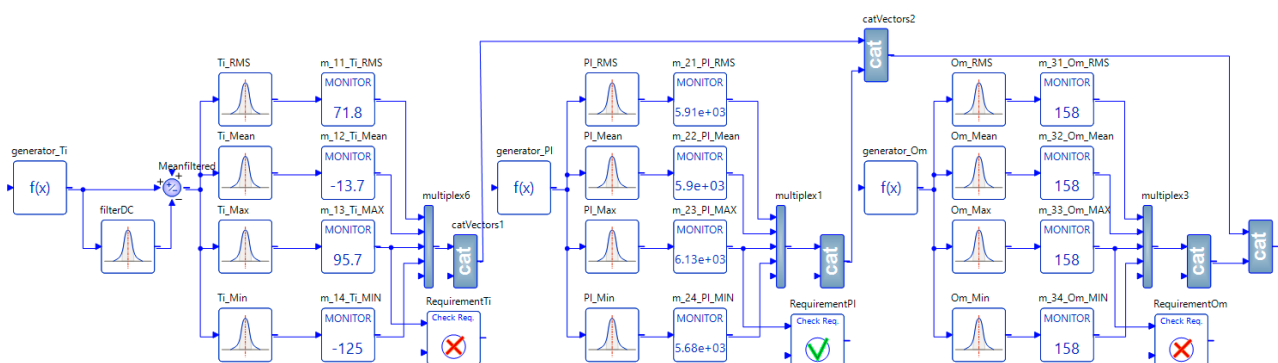 catVectors2
cat
Ti_RMS
m_11_Ti_RMS
MONITOR
71.8
PI_RMS
m_21_PI_RMS
MONITOR
5.91e+03
Om_RMS
m_31_Om_RMS
MONITOR
158
generator_Ti
f(x)
Meanfiltered
+
+
−
filterDC
Ti_Mean
m_12_Ti_Mean
MONITOR
-13.7
multiplex6
generator_PI
f(x)
PI_Mean
m_22_PI_Mean
MONITOR
5.9e+03
multiplex1
generator_Om
f(x)
Om_Mean
m_32_Om_Mean
MONITOR
158
multiplex3
Ti_Max
m_13_Ti_MAX
MONITOR
95.7
catVectors1
cat
PI_Max
m_23_PI_MAX
MONITOR
6.13e+03
cat
Om_Max
m_33_Om_MAX
MONITOR
158
cat
cat
Ti_Min
m_14_Ti_MIN
MONITOR
-125
RequirementTi
Check Req.
PI_Min
m_24_PI_MIN
MONITOR
5.68e+03
RequirementPI
Check Req.
Om_Min
m_34_Om_MIN
MONITOR
158
RequirementOm
Check Req.